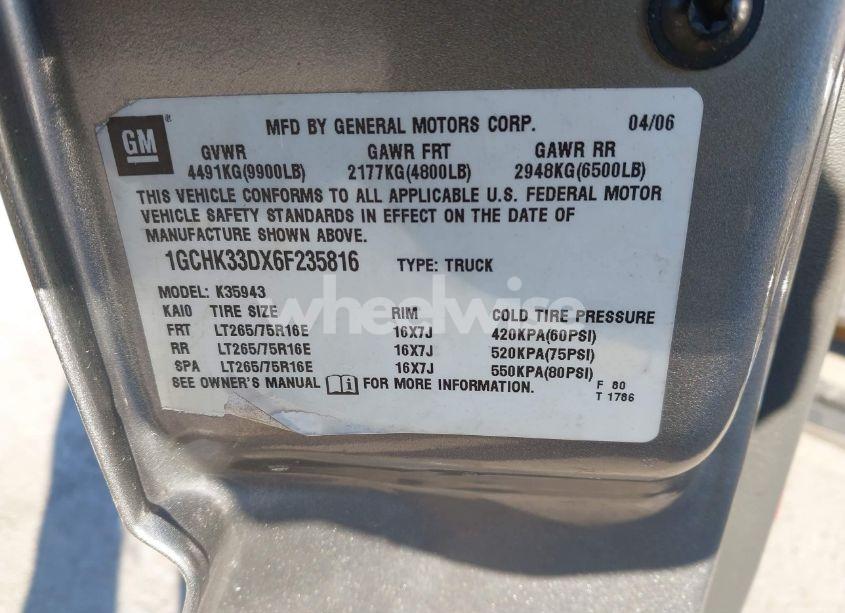 GM ®
MFD BY GENERAL MOTORS CORP. 04/06
GVWR GAWR FRT GAWR RR
4491KG(9900LB) 2177KG(4800LB) 2948KG(6500LB)
THIS VEHICLE CONFORMS TO ALL APPLICABLE U.S. FEDERAL MOTOR
VEHICLE SAFETY STANDARDS IN EFFECT ON THE DATE OF
MANUFACTURE SHOWN ABOVE.
1GCHK33DX6F235816 TYPE: TRUCK
MODEL: K35943
KAI0 TIRE SIZE RIM COLD TIRE PRESSURE
FRT LT265/75R16E 16X7J 420KPA(60PSI)
RR LT265/75R16E 16X7J 520KPA(75PSI)
SPA LT265/75R16E 16X7J 550KPA(80PSI)
SEE OWNER'S MANUAL i FOR MORE INFORMATION.
F 80
T 1786
wheelwise